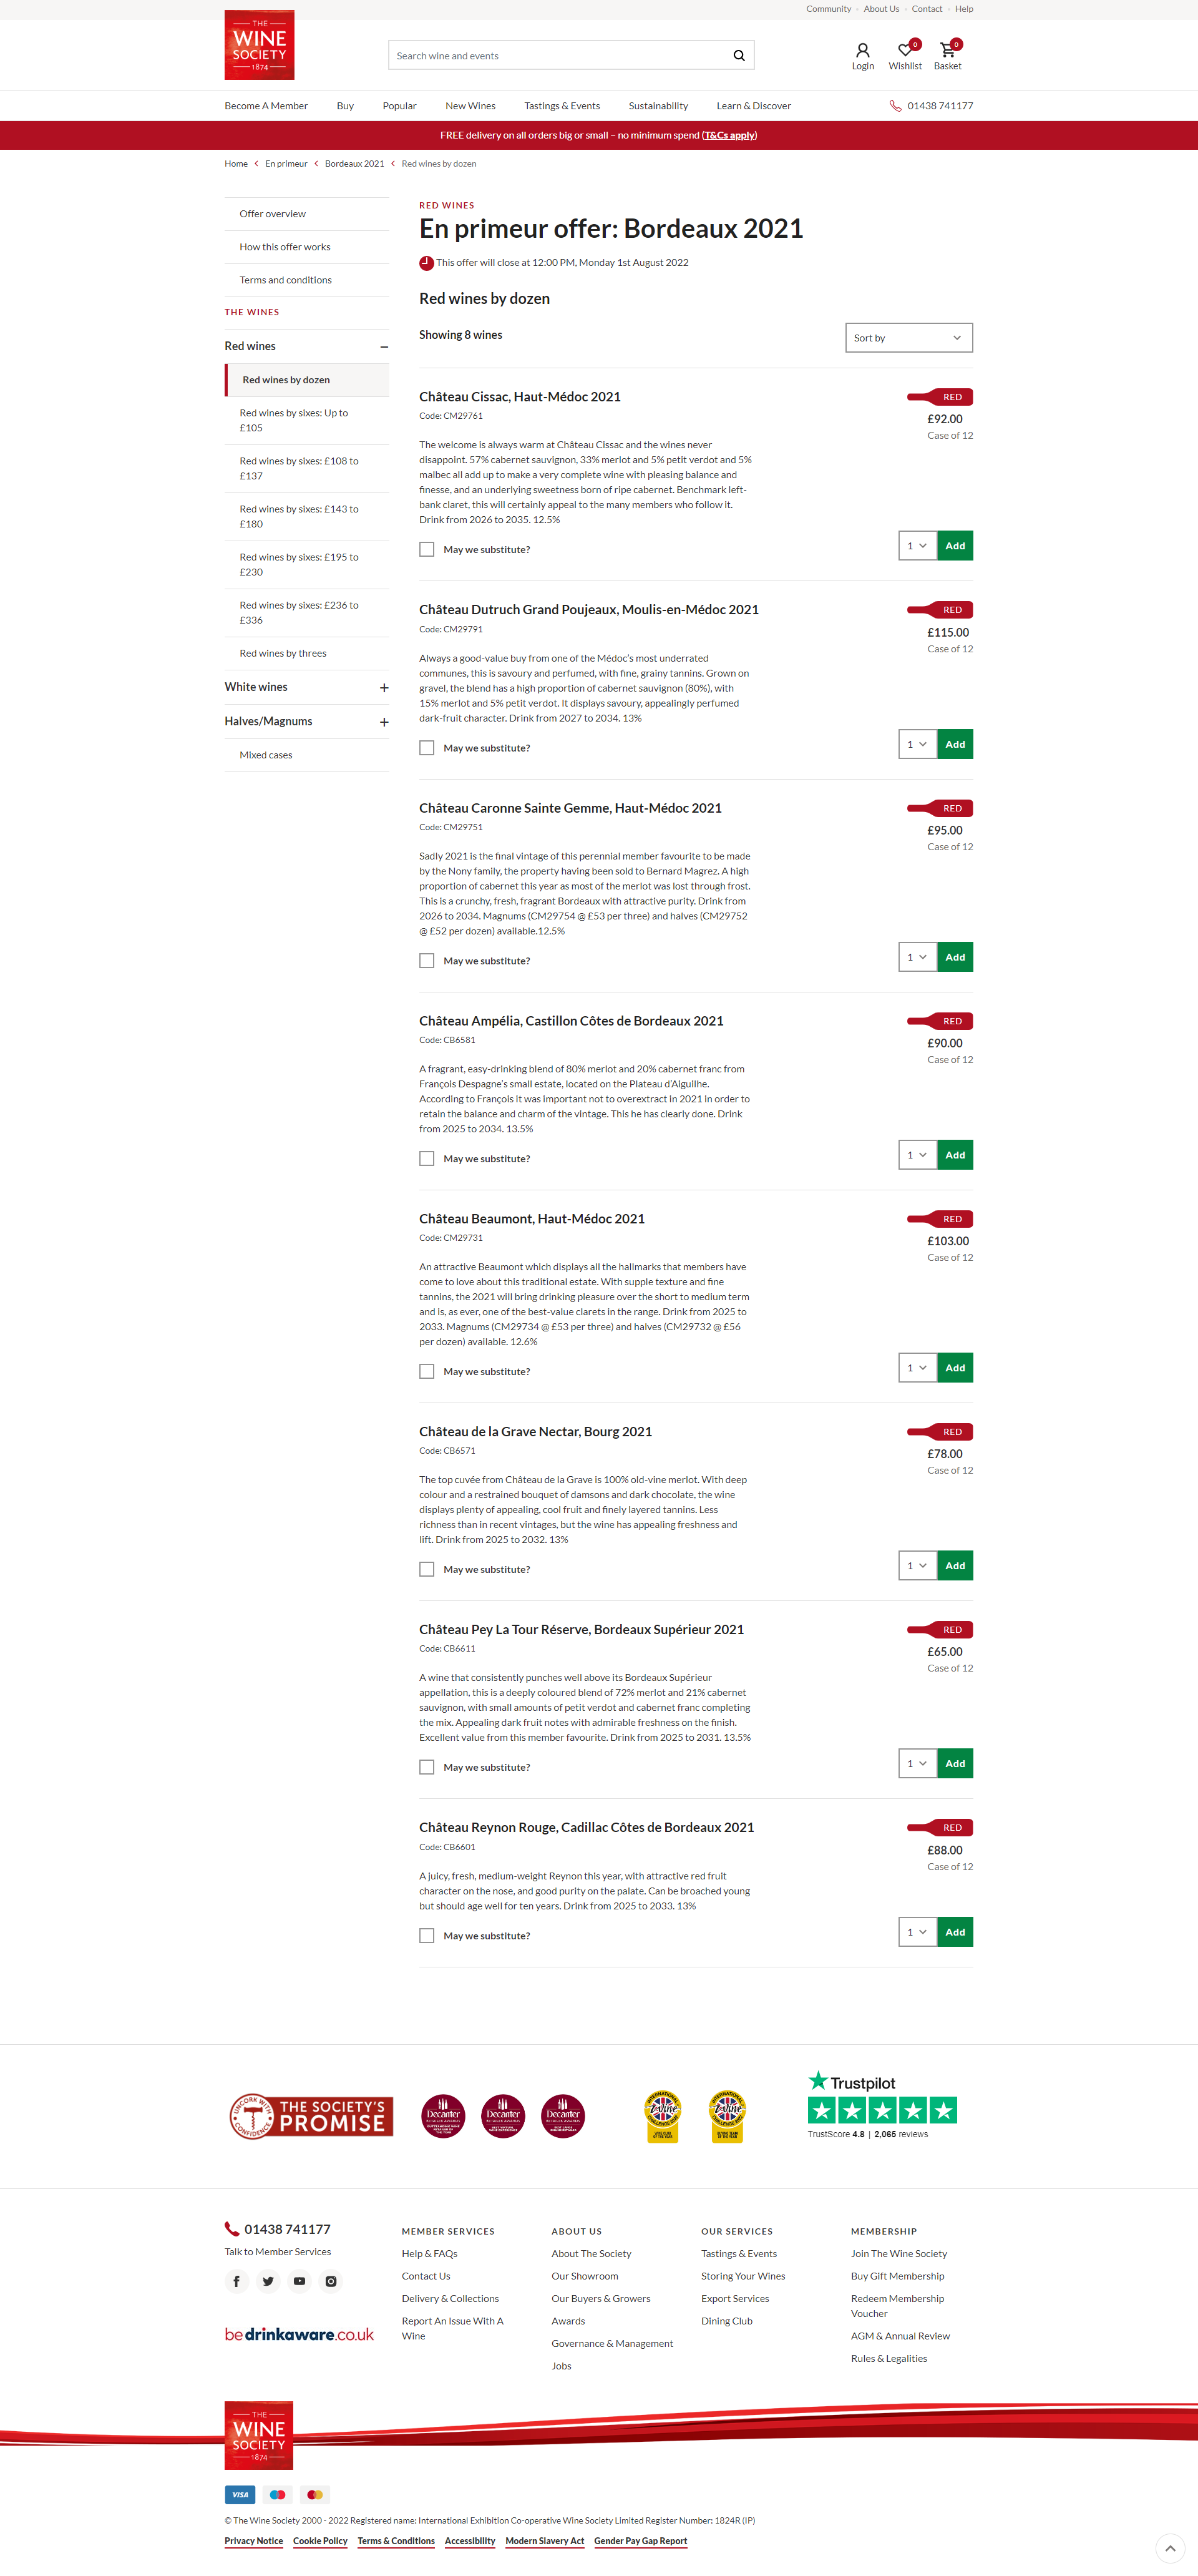 Community
About Us
Contact
Help
THE
WINE
SOCIETY
1874
Search wine and events
Login
0
Wishlist
0
Basket
Become A Member
Buy
Popular
New Wines
Tastings & Events
Sustainability
Learn & Discover
01438 741177
FREE delivery on all orders big or small – no minimum spend (T&Cs apply)
Home
En primeur
Bordeaux 2021
Red wines by dozen
Offer overview
How this offer works
Terms and conditions
THE WINES
Red wines
Red wines by dozen
Red wines by sixes: Up to
£105
Red wines by sixes: £108 to
£137
Red wines by sixes: £143 to
£180
Red wines by sixes: £195 to
£230
Red wines by sixes: £236 to
£336
Red wines by threes
White wines
Halves/Magnums
Mixed cases
RED WINES
En primeur offer: Bordeaux 2021
This offer will close at 12:00 PM, Monday 1st August 2022
Red wines by dozen
Showing 8 wines
Sort by
Château Cissac, Haut-Médoc 2021
Code: CM29761
The welcome is always warm at Château Cissac and the wines never
disappoint. 57% cabernet sauvignon, 33% merlot and 5% petit verdot and 5%
malbec all add up to make a very complete wine with pleasing balance and
finesse, and an underlying sweetness born of ripe cabernet. Benchmark left-
bank claret, this will certainly appeal to the many members who follow it.
Drink from 2026 to 2035. 12.5%
May we substitute?
RED
£92.00
Case of 12
1
Add
Château Dutruch Grand Poujeaux, Moulis-en-Médoc 2021
Code: CM29791
Always a good-value buy from one of the Médoc's most underrated
communes, this is savoury and perfumed, with fine, grainy tannins. Grown on
gravel, the blend has a high proportion of cabernet sauvignon (80%), with
15% merlot and 5% petit verdot. It displays savoury, appealingly perfumed
dark-fruit character. Drink from 2027 to 2034. 13%
May we substitute?
RED
£115.00
Case of 12
1
Add
Château Caronne Sainte Gemme, Haut-Médoc 2021
Code: CM29751
Sadly 2021 is the final vintage of this perennial member favourite to be made
by the Nony family, the property having been sold to Bernard Magrez. A high
proportion of cabernet this year as most of the merlot was lost through frost.
This is a crunchy, fresh, fragrant Bordeaux with attractive purity. Drink from
2026 to 2034. Magnums (CM29754 @ £53 per three) and halves (CM29752
@ £52 per dozen) available.12.5%
May we substitute?
RED
£95.00
Case of 12
1
Add
Château Ampélia, Castillon Côtes de Bordeaux 2021
Code: CB6581
A fragrant, easy-drinking blend of 80% merlot and 20% cabernet franc from
François Despagne's small estate, located on the Plateau d'Aiguilhe.
According to François it was important not to overextract in 2021 in order to
retain the balance and charm of the vintage. This he has clearly done. Drink
from 2025 to 2034. 13.5%
May we substitute?
RED
£90.00
Case of 12
1
Add
Château Beaumont, Haut-Médoc 2021
Code: CM29731
An attractive Beaumont which displays all the hallmarks that members have
come to love about this traditional estate. With supple texture and fine
tannins, the 2021 will bring drinking pleasure over the short to medium term
and is, as ever, one of the best-value clarets in the range. Drink from 2025 to
2033. Magnums (CM29734 @ £53 per three) and halves (CM29732 @ £56
per dozen) available. 12.6%
May we substitute?
RED
£103.00
Case of 12
1
Add
Château de la Grave Nectar, Bourg 2021
Code: CB6571
The top cuvée from Château de la Grave is 100% old-vine merlot. With deep
colour and a restrained bouquet of damsons and dark chocolate, the wine
displays plenty of appealing, cool fruit and finely layered tannins. Less
richness than in recent vintages, but the wine has appealing freshness and
lift. Drink from 2025 to 2032. 13%
May we substitute?
RED
£78.00
Case of 12
1
Add
Château Pey La Tour Réserve, Bordeaux Supérieur 2021
Code: CB6611
A wine that consistently punches well above its Bordeaux Supérieur
appellation, this is a deeply coloured blend of 72% merlot and 21% cabernet
sauvignon, with small amounts of petit verdot and cabernet franc completing
the mix. Appealing dark fruit notes with admirable freshness on the finish.
Excellent value from this member favourite. Drink from 2025 to 2031. 13.5%
May we substitute?
RED
£65.00
Case of 12
1
Add
Château Reynon Rouge, Cadillac Côtes de Bordeaux 2021
Code: CB6601
A juicy, fresh, medium-weight Reynon this year, with attractive red fruit
character on the nose, and good purity on the palate. Can be broached young
but should age well for ten years. Drink from 2025 to 2033. 13%
May we substitute?
RED
£88.00
Case of 12
1
Add
UNCORK WITH
CONFIDENCE
THE SOCIETY'S
PROMISE
Decanter
Decanter
Decanter
INTERNATIONAL
Wine
INTERNATIONAL
Wine
Trustpilot
TrustScore 4.8 | 2,065 reviews
01438 741177
Talk to Member Services
bedrinkaware.co.uk
MEMBER SERVICES
Help & FAQs
Contact Us
Delivery & Collections
Report An Issue With A
Wine
ABOUT US
About The Society
Our Showroom
Our Buyers & Growers
Awards
Governance & Management
Jobs
OUR SERVICES
Tastings & Events
Storing Your Wines
Export Services
Dining Club
MEMBERSHIP
Join The Wine Society
Buy Gift Membership
Redeem Membership
Voucher
AGM & Annual Review
Rules & Legalities
THE
WINE
SOCIETY
1874
VISA
© The Wine Society 2000 - 2022 Registered name: International Exhibition Co-operative Wine Society Limited Register Number: 1824R (IP)
Privacy Notice
Cookie Policy
Terms & Conditions
Accessibility
Modern Slavery Act
Gender Pay Gap Report